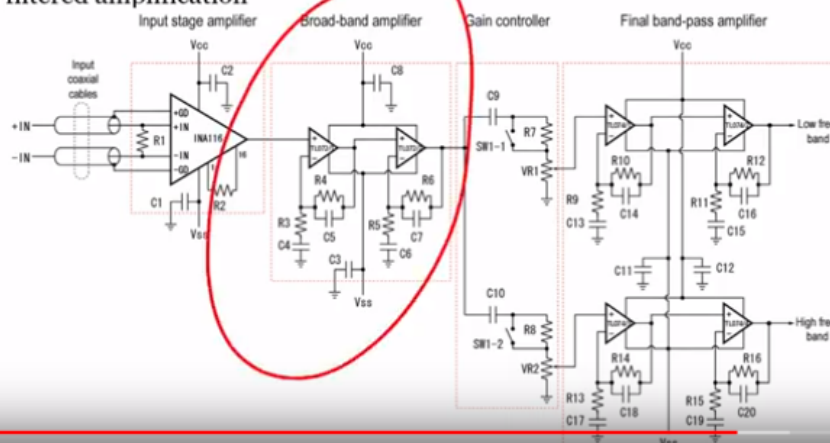 filtered amplification
Input stage amplifier
Broad-band amplifier
Gain controller
Final band-pass amplifier
Vcc
Vcc
Vcc
Input
coaxial
cables
C2
C8
C9
+GD
+IN
+IN
R1
INA116
-IN
-IN
-GD
16
1
R2
C1
Vss
R4
R6
R3
C5
R5
C7
C4
C6
C3
Vss
R7
SW1-1
VR1
R10
R12
R9
C14
R11
C16
C13
C15
Low fre
band
C11
C12
C10
R8
SW1-2
VR2
High fre
band
R14
R16
R13
C18
R15
C20
C17
C19